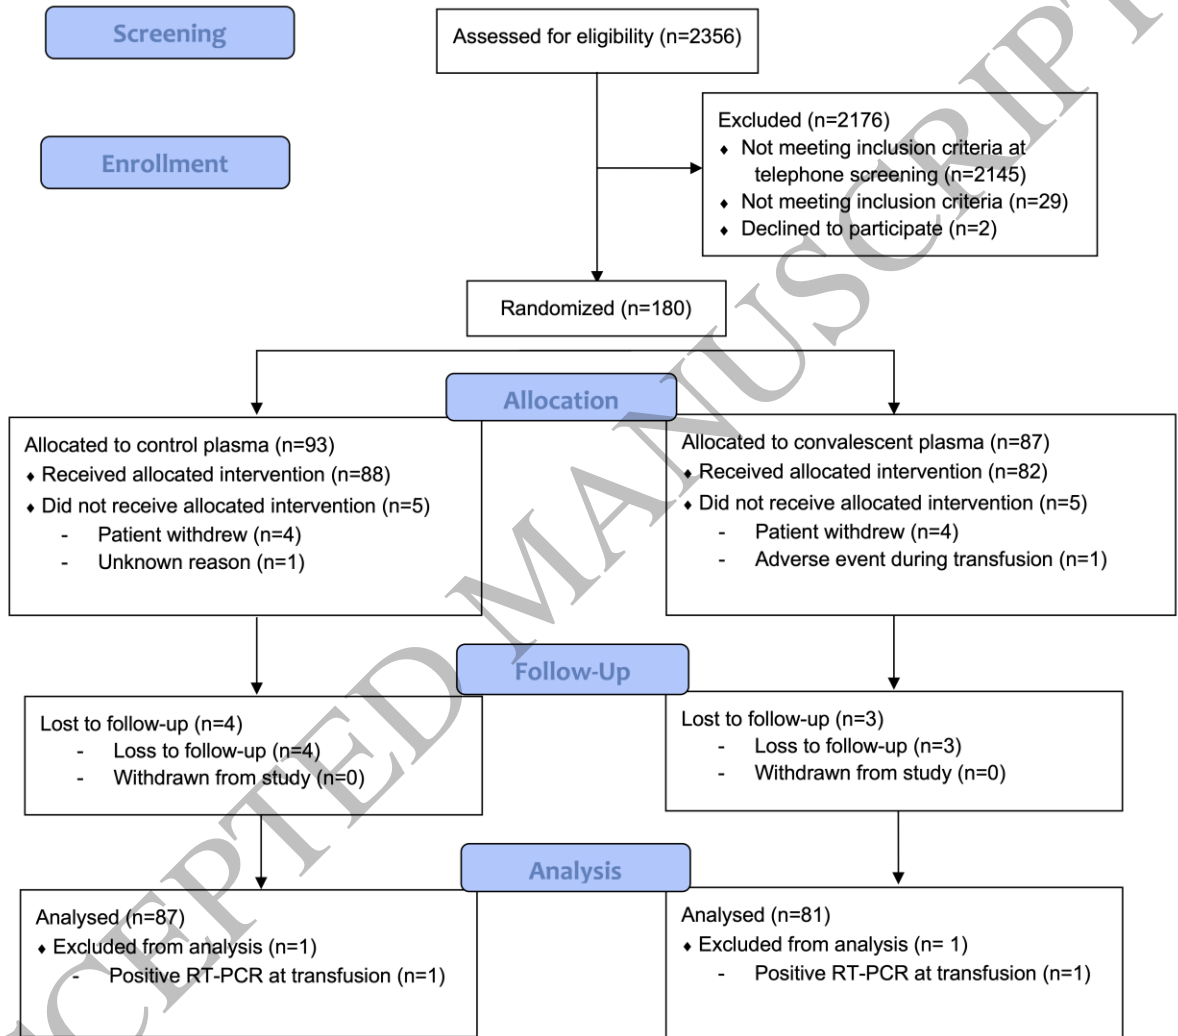 Screening
Assessed for eligibility (n=2356)
Enrollment
Excluded (n=2176)
♦ Not meeting inclusion criteria at
telephone screening (n=2145)
♦ Not meeting inclusion criteria (n=29)
♦ Declined to participate (n=2)
Randomized (n=180)
Allocation
Allocated to control plasma (n=93)
♦ Received allocated intervention (n=88)
♦ Did not receive allocated intervention (n=5)
- Patient withdrew (n=4)
- Unknown reason (n=1)
Allocated to convalescent plasma (n=87)
♦ Received allocated intervention (n=82)
♦ Did not receive allocated intervention (n=5)
- Patient withdrew (n=4)
- Adverse event during transfusion (n=1)
Follow-Up
Lost to follow-up (n=4)
- Loss to follow-up (n=4)
- Withdrawn from study (n=0)
Lost to follow-up (n=3)
- Loss to follow-up (n=3)
- Withdrawn from study (n=0)
Analysis
Analysed (n=87)
♦ Excluded from analysis (n=1)
- Positive RT-PCR at transfusion (n=1)
Analysed (n=81)
♦ Excluded from analysis (n= 1)
- Positive RT-PCR at transfusion (n=1)
CEPTED MANUSCRIPT